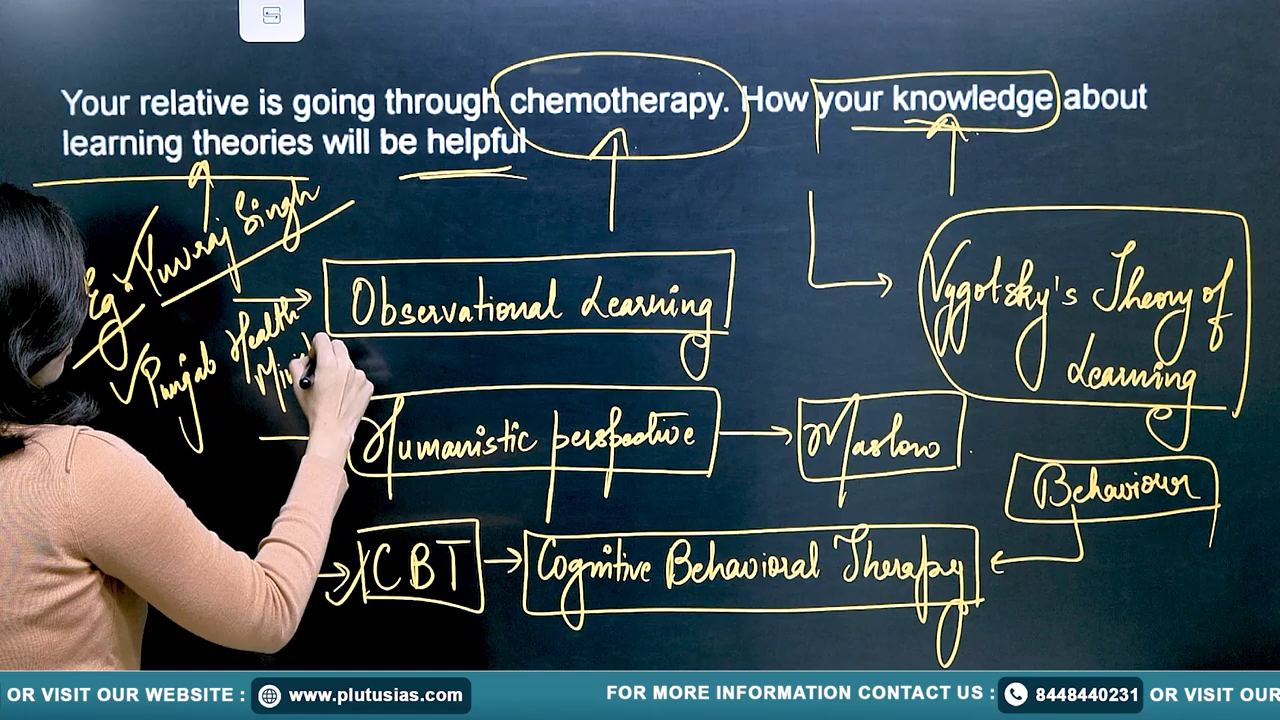 Your relative is going through chemotherapy. How your knowledge about
learning theories will be helpful
Eg Yuvraj Singh
Punjab Health
Observational Learning
Vygotsky's Theory of
Learning
Humanistic perspective
Maslow
Behaviour
CBT
Cognitive Behavioral Therapy
OR VISIT OUR WEBSITE : www.plutusias.com FOR MORE INFORMATION CONTACT US : 8448440231 OR VISIT OUR